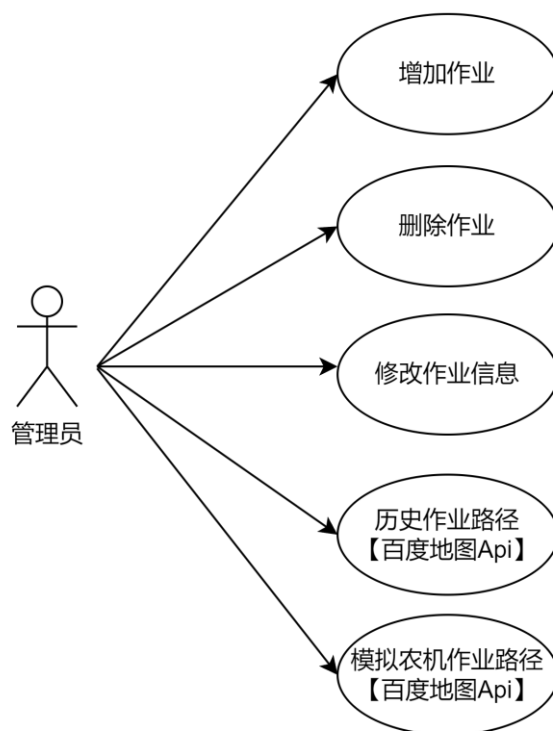 增加作业
删除作业
修改作业信息
管理员
历史作业路径
【百度地图Api】
模拟农机作业路径
【百度地图Api】